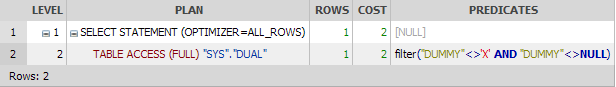 LEVEL PLAN ROWS COST PREDICATES
1 1 SELECT STATEMENT (OPTIMIZER=ALL_ROWS) 1 2 [NULL]
2 2 TABLE ACCESS (FULL) "SYS"."DUAL" 1 2 filter("DUMMY"<>'X' AND "DUMMY"<>NULL)
Rows: 2